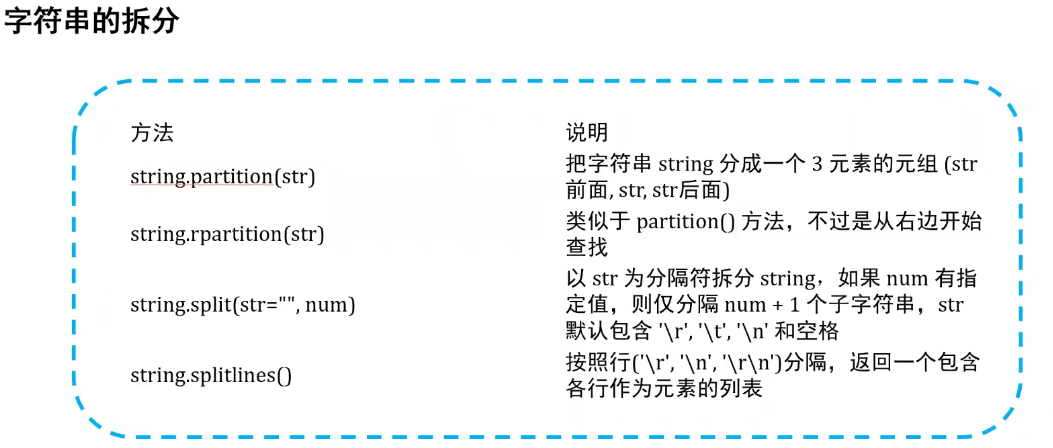 字符串的拆分
方法 说明
string.partition(str) 把字符串 string 分成一个 3 元素的元组 (str
前面, str, str后面)
string.rpartition(str) 类似于 partition() 方法，不过是从右边开始
查找
以 str 为分隔符拆分 string，如果 num 有指
string.split(str="", num) 定值，则仅分隔 num + 1 个子字符串，str
默认包含 '\r', '\t', '\n' 和空格
string.splitlines() 按照行('\r', '\n', '\r\n')分隔，返回一个包含
各行作为元素的列表